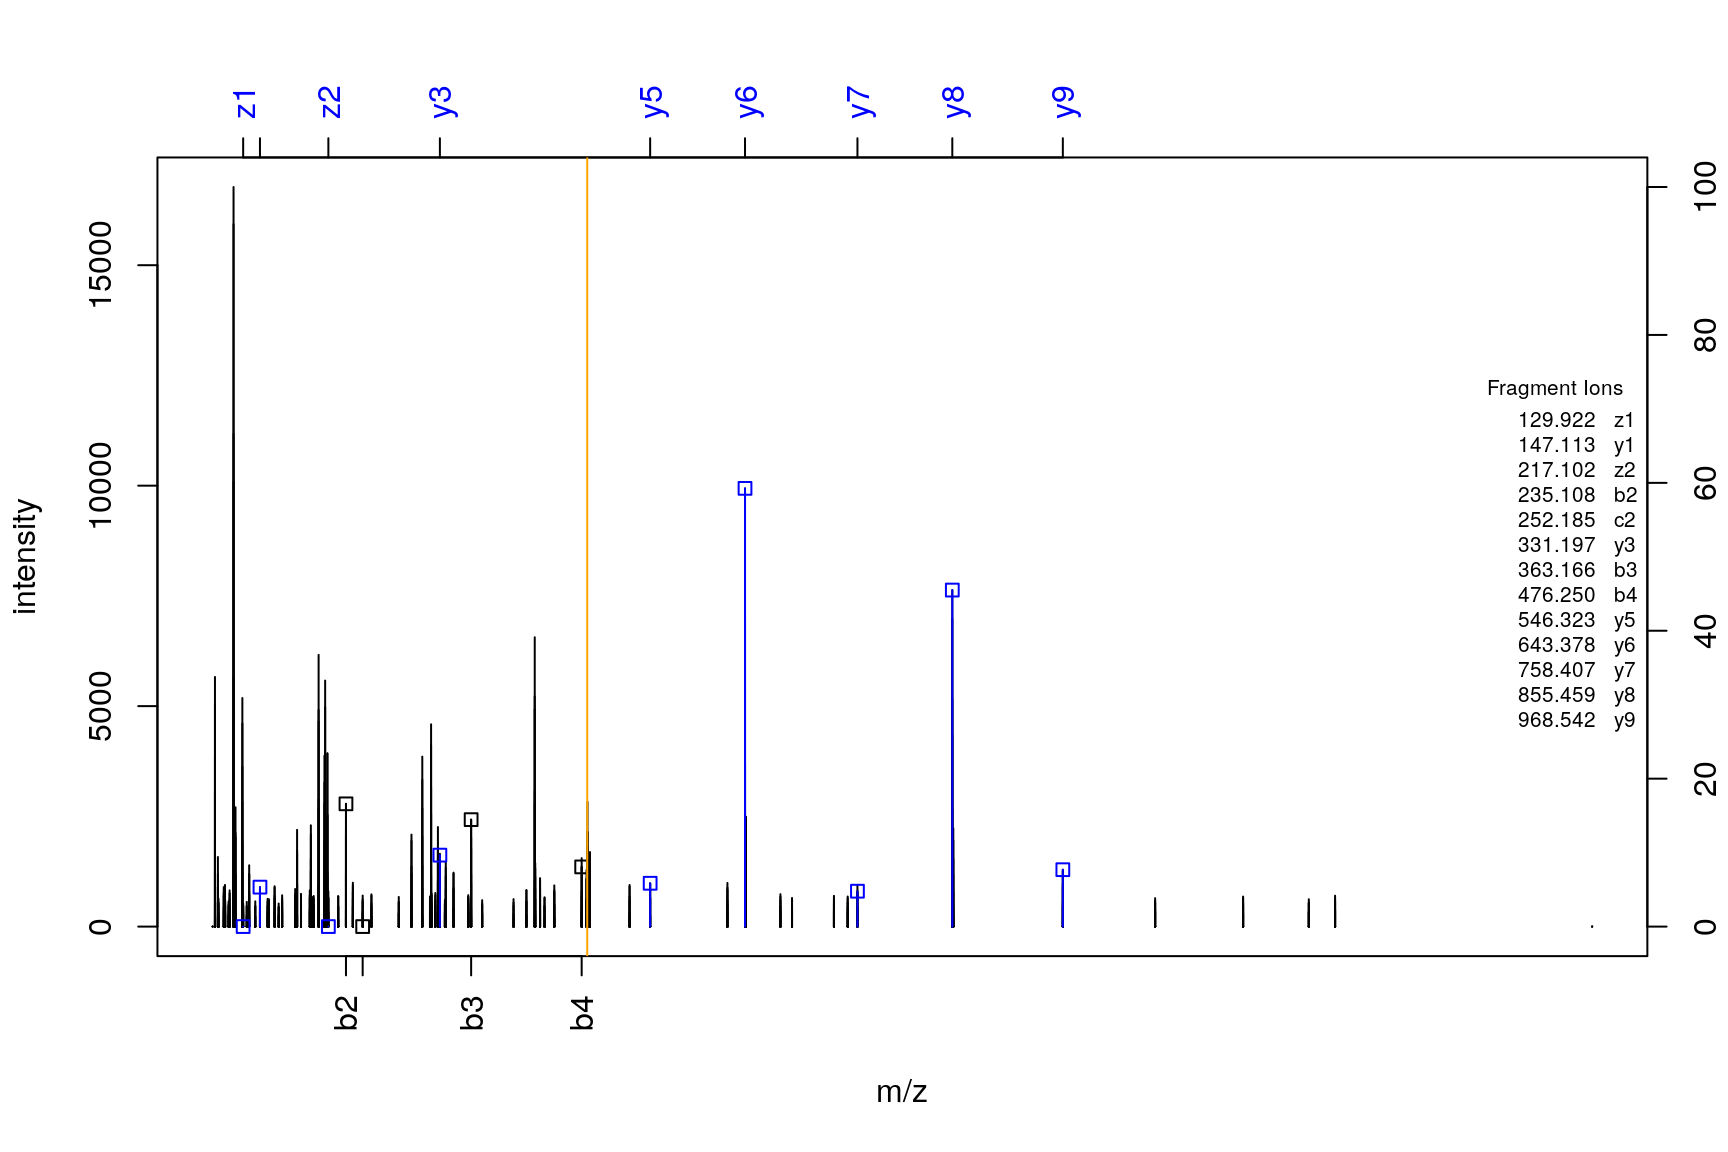 z1 z2 y3 y5 y6 y7 y8 y9
intensity
0 5000 10000 15000
0 20 40 60 80 100
Fragment Ions
129.922 z1
147.113 y1
217.102 z2
235.108 b2
252.185 c2
331.197 y3
363.166 b3
476.250 b4
546.323 y5
643.378 y6
758.407 y7
855.459 y8
968.542 y9
b2 b3 b4
m/z